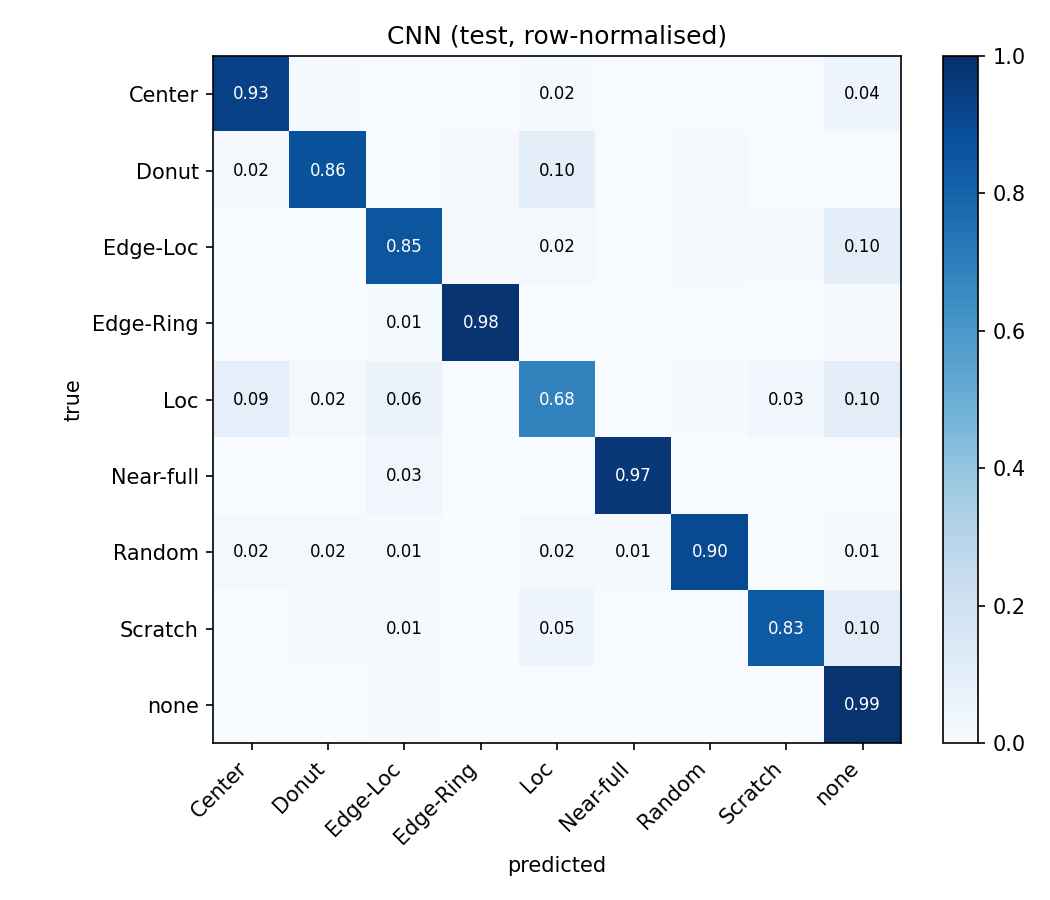 CNN (test, row-normalised)
true
Center 0.93 0.02 0.04
Donut 0.02 0.86 0.10
Edge-Loc 0.85 0.02 0.10
Edge-Ring 0.01 0.98
Loc 0.09 0.02 0.06 0.68 0.03 0.10
Near-full 0.03 0.97
Random 0.02 0.02 0.01 0.02 0.01 0.90 0.01
Scratch 0.01 0.05 0.83 0.10
none 0.99
Center Donut Edge-Loc Edge-Ring Loc Near-full Random Scratch none
predicted
1.0
0.8
0.6
0.4
0.2
0.0